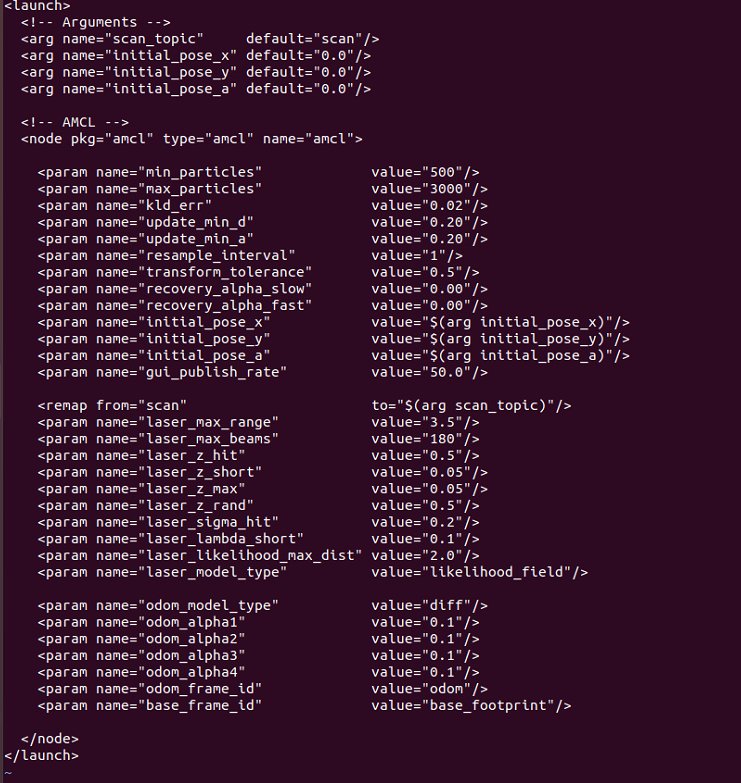 <launch>
  <!-- Arguments -->
  <arg name="scan_topic"     default="scan"/>
  <arg name="initial_pose_x" default="0.0"/>
  <arg name="initial_pose_y" default="0.0"/>
  <arg name="initial_pose_a" default="0.0"/>

  <!-- AMCL -->
  <node pkg="amcl" type="amcl" name="amcl">

    <param name="min_particles"             value="500"/>
    <param name="max_particles"             value="3000"/>
    <param name="kld_err"                   value="0.02"/>
    <param name="update_min_d"              value="0.20"/>
    <param name="update_min_a"              value="0.20"/>
    <param name="resample_interval"         value="1"/>
    <param name="transform_tolerance"       value="0.5"/>
    <param name="recovery_alpha_slow"       value="0.00"/>
    <param name="recovery_alpha_fast"       value="0.00"/>
    <param name="initial_pose_x"            value="$(arg initial_pose_x)"/>
    <param name="initial_pose_y"            value="$(arg initial_pose_y)"/>
    <param name="initial_pose_a"            value="$(arg initial_pose_a)"/>
    <param name="gui_publish_rate"          value="50.0"/>

    <remap from="scan"                      to="$(arg scan_topic)"/>
    <param name="laser_max_range"           value="3.5"/>
    <param name="laser_max_beams"           value="180"/>
    <param name="laser_z_hit"               value="0.5"/>
    <param name="laser_z_short"             value="0.05"/>
    <param name="laser_z_max"               value="0.05"/>
    <param name="laser_z_rand"              value="0.5"/>
    <param name="laser_sigma_hit"           value="0.2"/>
    <param name="laser_lambda_short"        value="0.1"/>
    <param name="laser_likelihood_max_dist" value="2.0"/>
    <param name="laser_model_type"          value="likelihood_field"/>

    <param name="odom_model_type"           value="diff"/>
    <param name="odom_alpha1"               value="0.1"/>
    <param name="odom_alpha2"               value="0.1"/>
    <param name="odom_alpha3"               value="0.1"/>
    <param name="odom_alpha4"               value="0.1"/>
    <param name="odom_frame_id"             value="odom"/>
    <param name="base_frame_id"             value="base_footprint"/>

  </node>
</launch>
~